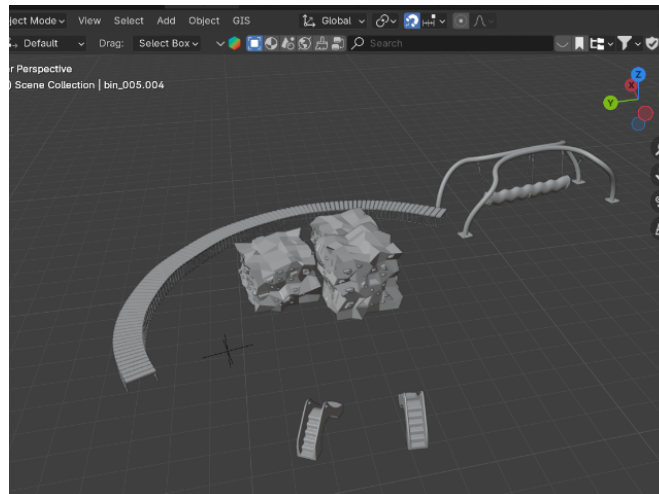 ject Mode View Select Add Object GIS Global
Default Drag: Select Box Search
r Perspective
) Scene Collection | bin_005.004
Z
X
Y